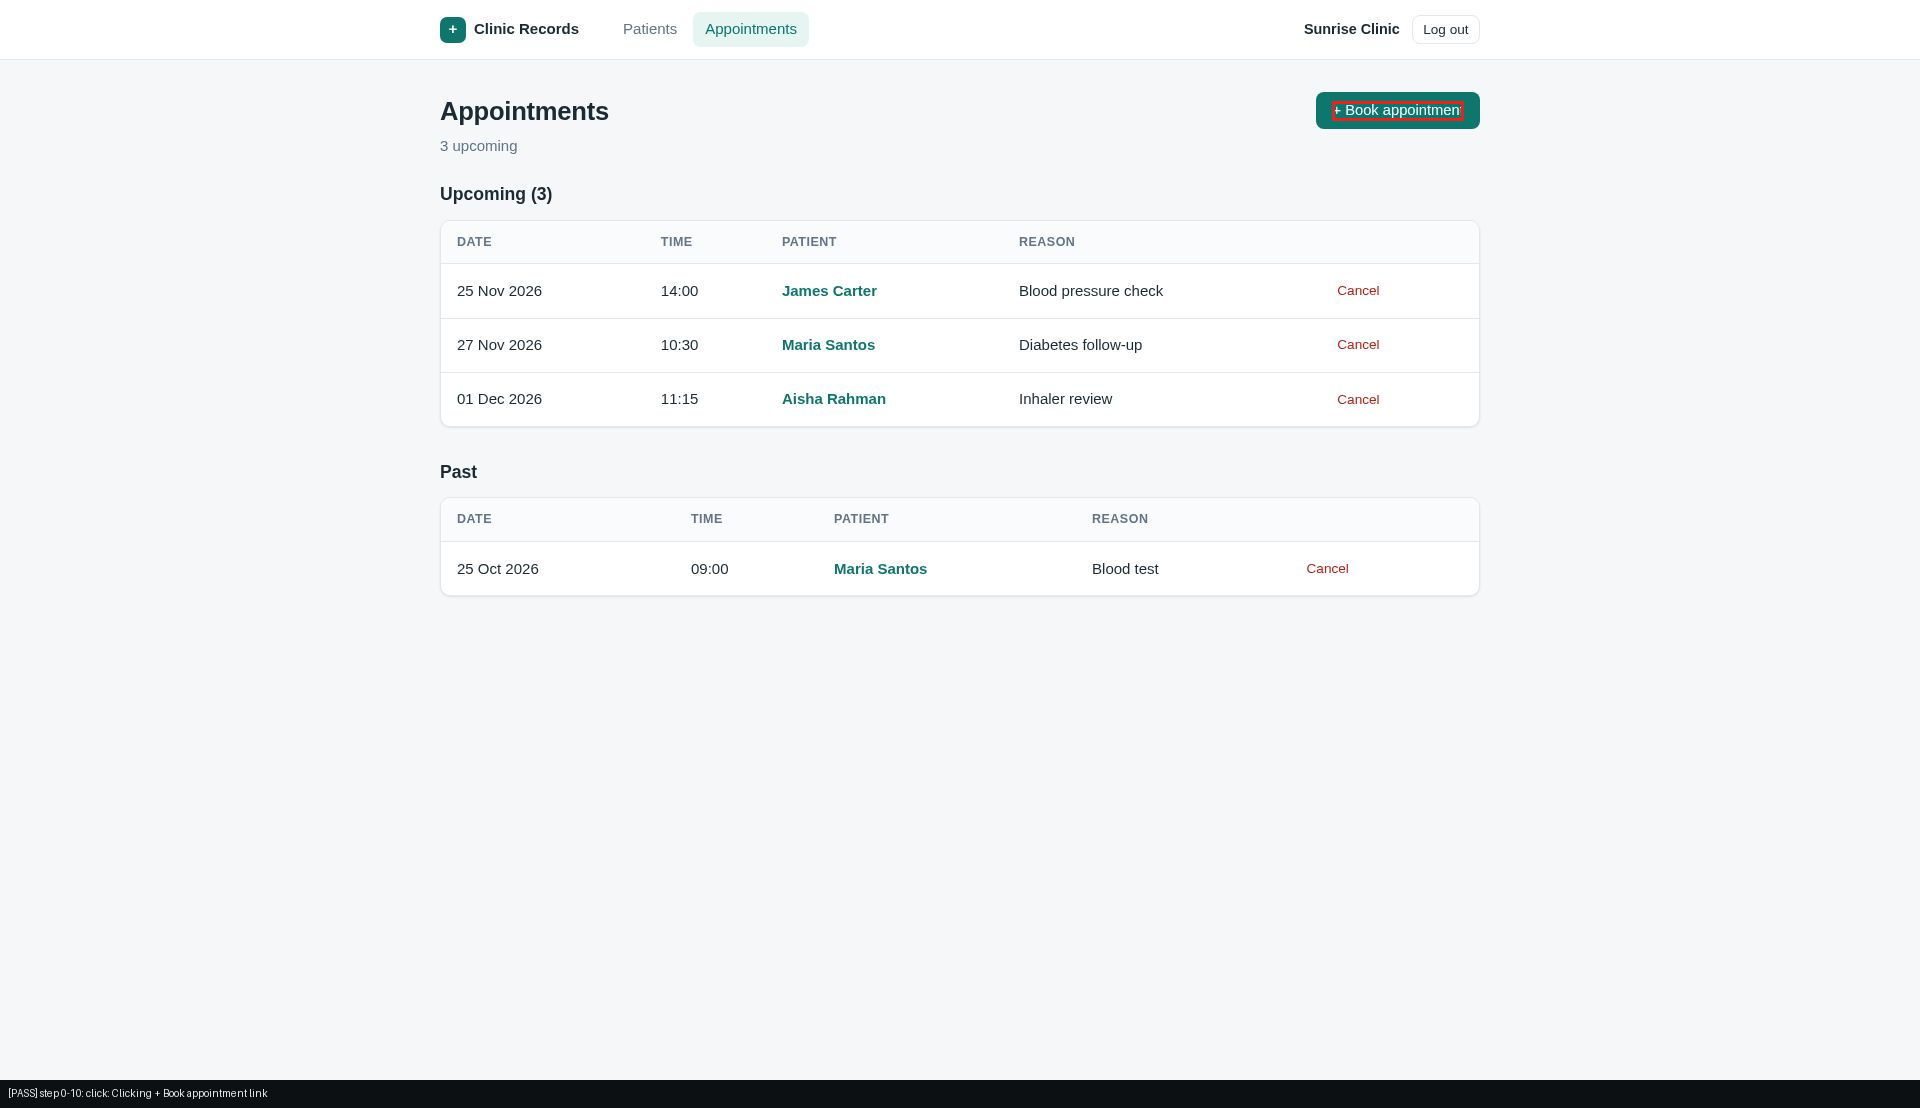 + Clinic Records Patients Appointments Sunrise Clinic Log out
Appointments + Book appointment
3 upcoming
Upcoming (3)
DATE TIME PATIENT REASON
25 Nov 2026 14:00 James Carter Blood pressure check Cancel
27 Nov 2026 10:30 Maria Santos Diabetes follow-up Cancel
01 Dec 2026 11:15 Aisha Rahman Inhaler review Cancel
Past
DATE TIME PATIENT REASON
25 Oct 2026 09:00 Maria Santos Blood test Cancel
[PASS] step 0-10: click: Clicking + Book appointment link